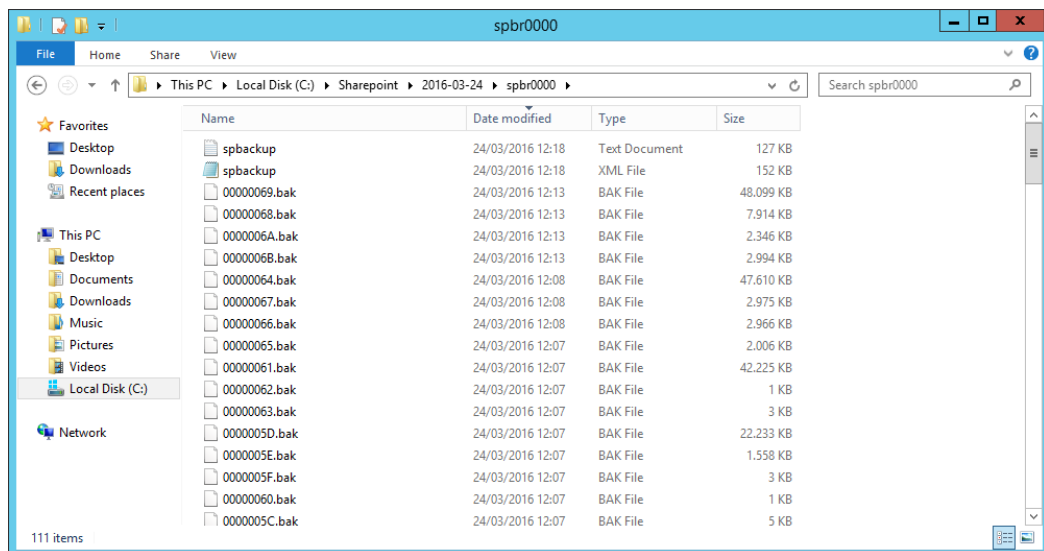 spbr0000
File Home Share View
This PC Local Disk (C:) Sharepoint 2016-03-24 spbr0000
Search spbr0000
Name Date modified Type Size
Favorites
Desktop
Downloads
Recent places
This PC
Desktop
Documents
Downloads
Music
Pictures
Videos
Local Disk (C:)
Network
spbackup 24/03/2016 12:18 Text Document 127 KB
spbackup 24/03/2016 12:18 XML File 152 KB
00000069.bak 24/03/2016 12:13 BAK File 48.099 KB
00000068.bak 24/03/2016 12:13 BAK File 7.914 KB
0000006A.bak 24/03/2016 12:13 BAK File 2.346 KB
0000006B.bak 24/03/2016 12:13 BAK File 2.994 KB
00000064.bak 24/03/2016 12:08 BAK File 47.610 KB
00000067.bak 24/03/2016 12:08 BAK File 2.975 KB
00000066.bak 24/03/2016 12:08 BAK File 2.966 KB
00000065.bak 24/03/2016 12:07 BAK File 2.006 KB
00000061.bak 24/03/2016 12:07 BAK File 42.225 KB
00000062.bak 24/03/2016 12:07 BAK File 1 KB
00000063.bak 24/03/2016 12:07 BAK File 3 KB
0000005D.bak 24/03/2016 12:07 BAK File 22.233 KB
0000005E.bak 24/03/2016 12:07 BAK File 1.558 KB
0000005F.bak 24/03/2016 12:07 BAK File 3 KB
00000060.bak 24/03/2016 12:07 BAK File 1 KB
0000005C.bak 24/03/2016 12:07 BAK File 5 KB
111 items